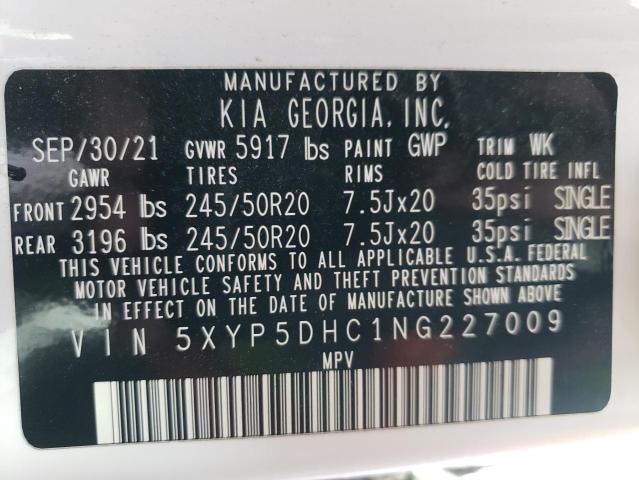 MANUFACTURED BY
KIA GEORGIA, INC.
SEP/30/21 GVWR 5917 lbs PAINT GWP TRIM WK
GAWR TIRES RIMS COLD TIRE INFL
FRONT 2954 lbs 245/50R20 7.5Jx20 35psi SINGLE
REAR 3196 lbs 245/50R20 7.5Jx20 35psi SINGLE
THIS VEHICLE CONFORMS TO ALL APPLICABLE U.S.A. FEDERAL
MOTOR VEHICLE SAFETY AND THEFT PREVENTION STANDARDS
IN EFFECT ON THE DATE OF MANUFACTURE SHOWN ABOVE
VIN 5XYP5DHC1NG227009
MPV